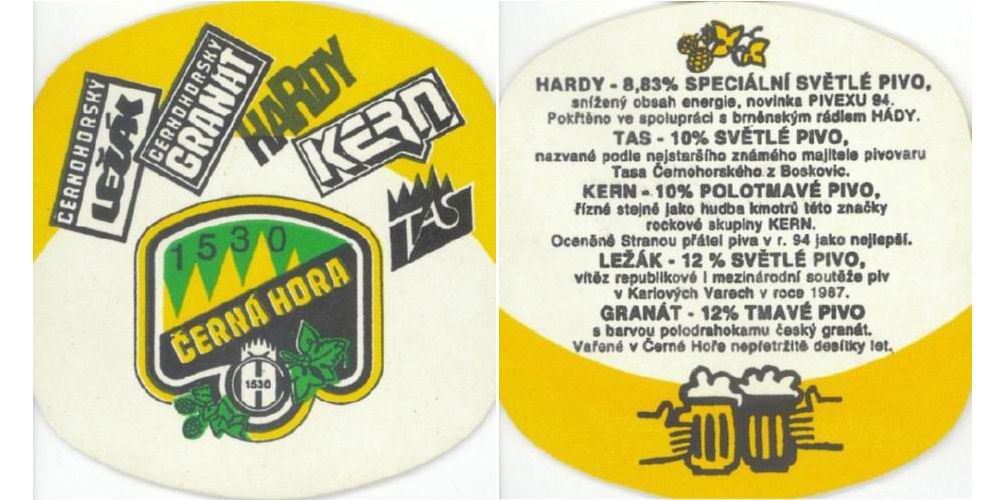 ČERNOHORSKÝ
LEŽÁK
ČERNOHORSKÝ
GRANÁT
HARDY
KERN
TAS
1530
ČERNÁ HORA
1530
HARDY - 8,83% SPECIÁLNÍ SVĚTLÉ PIVO,
snížený obsah energie, novinka PIVEXU 94.
Pokřtěno ve spolupráci s brněnským rádiem HÁDY.
TAS - 10% SVĚTLÉ PIVO,
nazvané podle nejstaršího známého majitele pivovaru
Tasa Černohorského z Boskovic.
KERN - 10% POLOTMAVÉ PIVO,
řízné stejně jako hudba kmotrů této značky
rockové skupiny KERN.
Oceněné Stranou přátel piva v r. 94 jako nejlepší.
LEŽÁK - 12 % SVĚTLÉ PIVO,
vítěz republikové i mezinárodní soutěže piv
v Karlových Varech v roce 1987.
GRANÁT - 12% TMAVÉ PIVO
s barvou polodrahokamu český granát.
Vařené v Černé Hoře nepřetržitě desítky let.